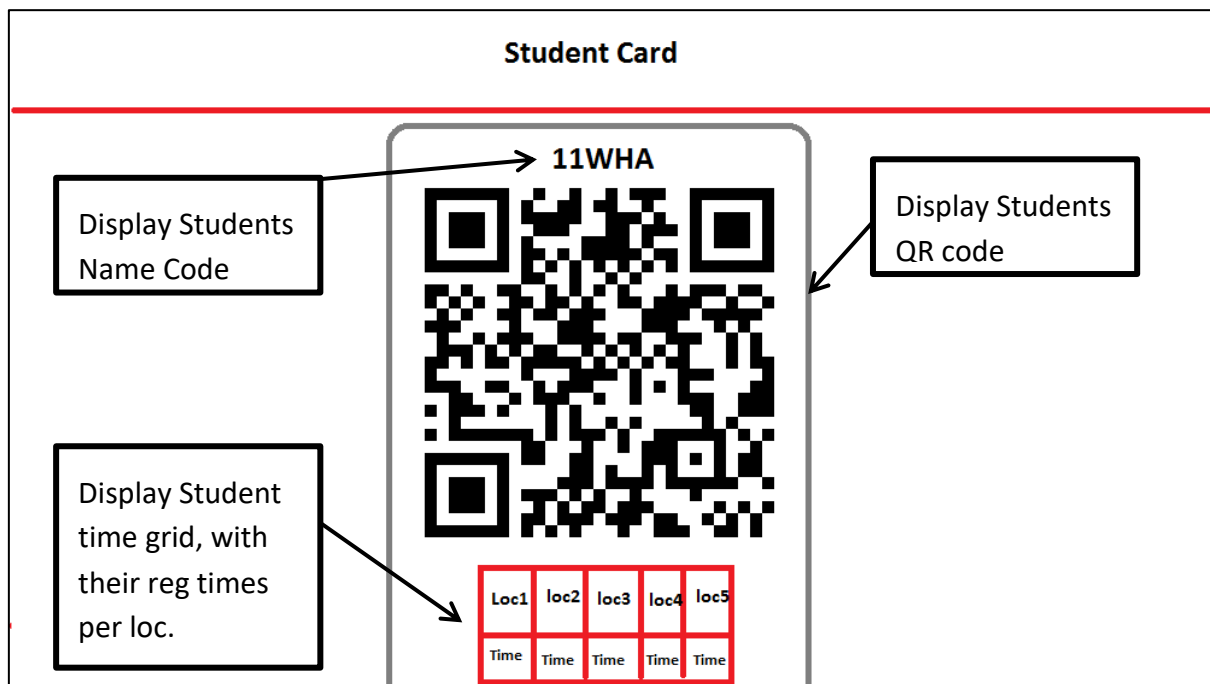 Student Card
11WHA
Display Students
Name Code
Display Students
QR code
Display Student
time grid, with
their reg times
per loc.
Loc1 loc2 loc3 loc4 loc5
Time Time Time Time Time